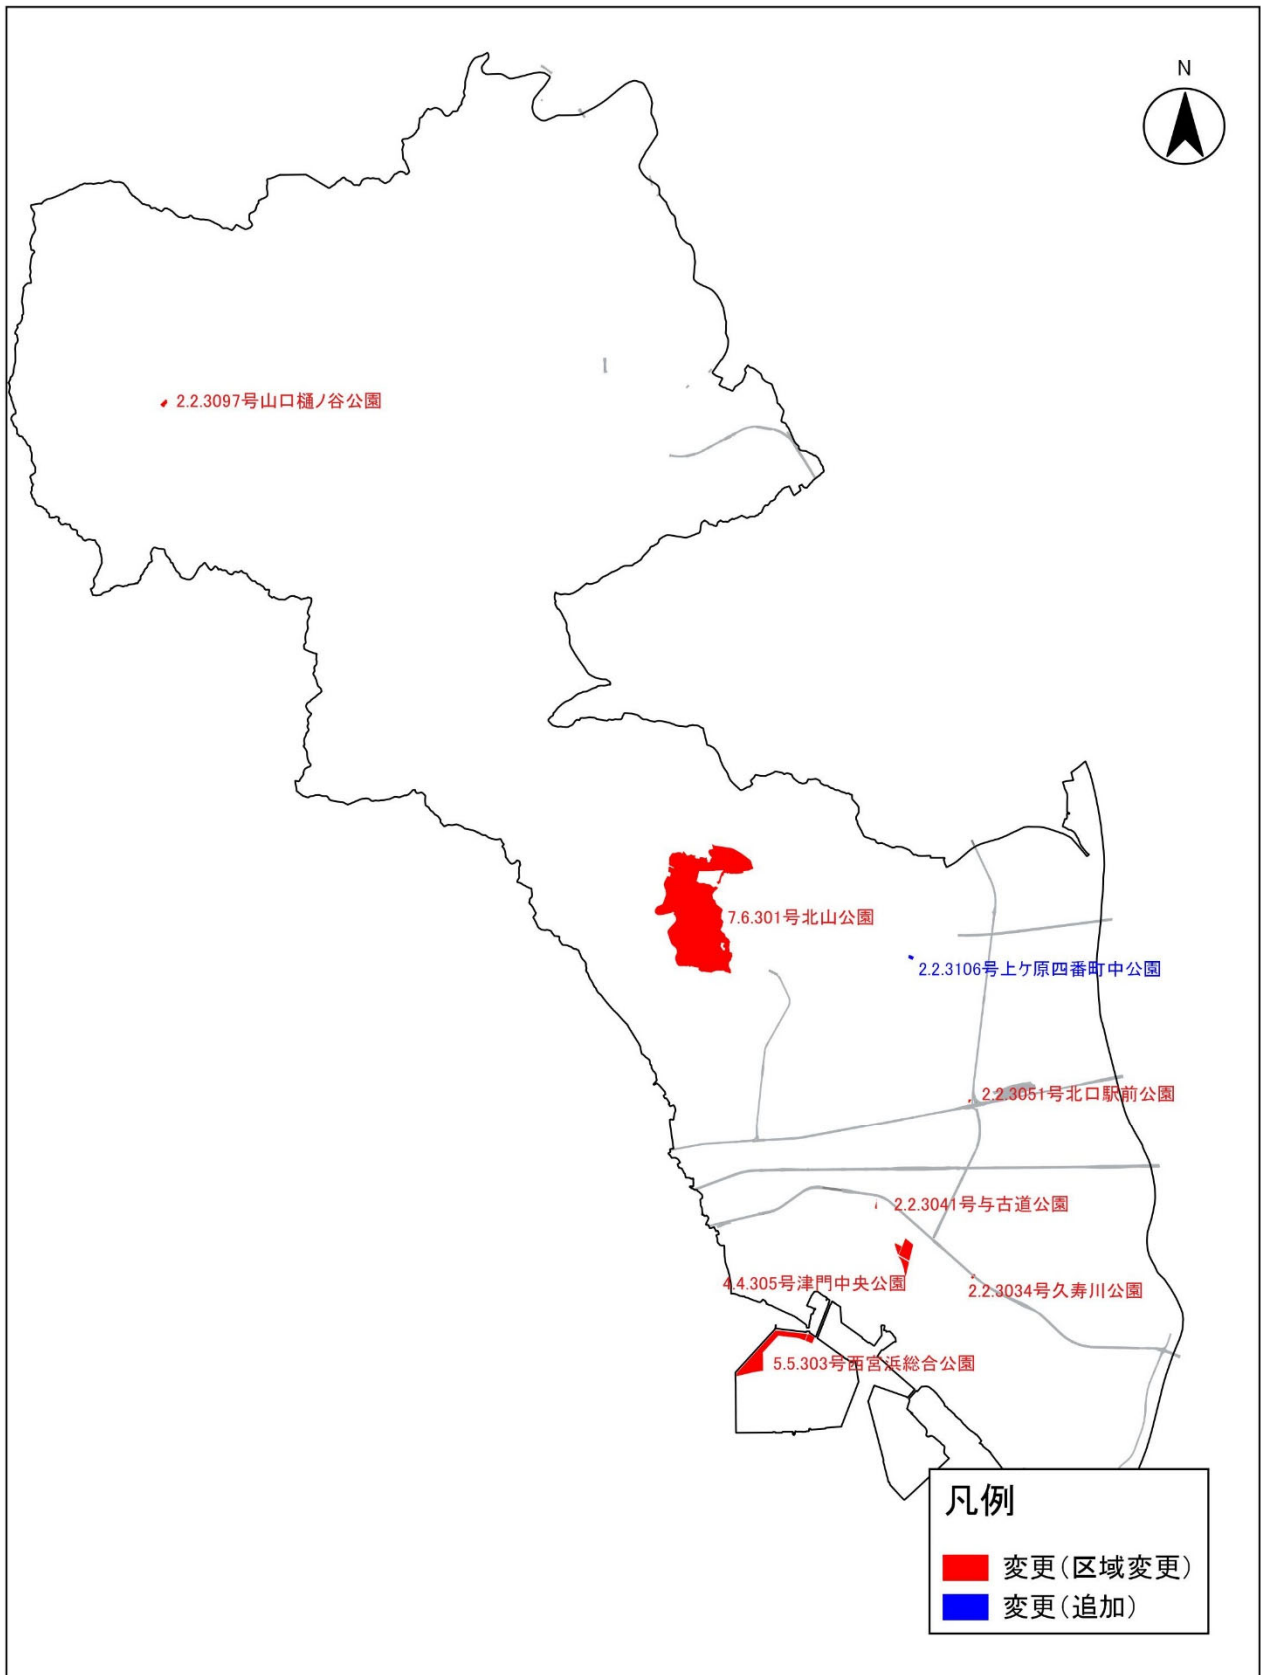 N
2.2.3097号山口樋ノ谷公園
7.6.301号北山公園
2.2.3106号上ケ原四番町中公園
2.2.3051号北口駅前公園
2.2.3041号与古道公園
4.4.305号津門中央公園
2.2.3034号久寿川公園
5.5.303号西宮浜総合公園
凡例
変更(区域変更)
変更(追加)